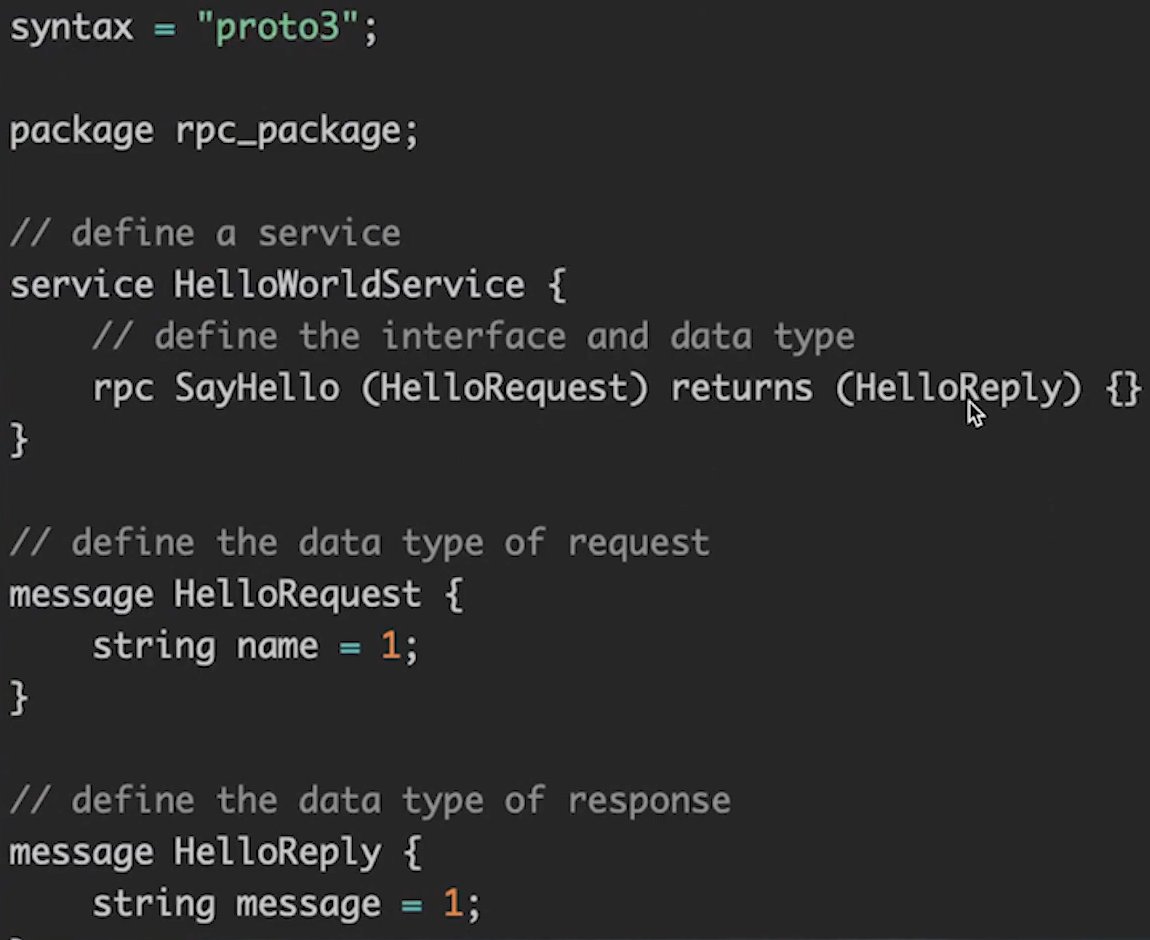 syntax = "proto3";
package rpc_package;
// define a service
service HelloWorldService {
// define the interface and data type
rpc SayHello (HelloRequest) returns (HelloReply) {}
}
// define the data type of request
message HelloRequest {
string name = 1;
}
// define the data type of response
message HelloReply {
string message = 1;